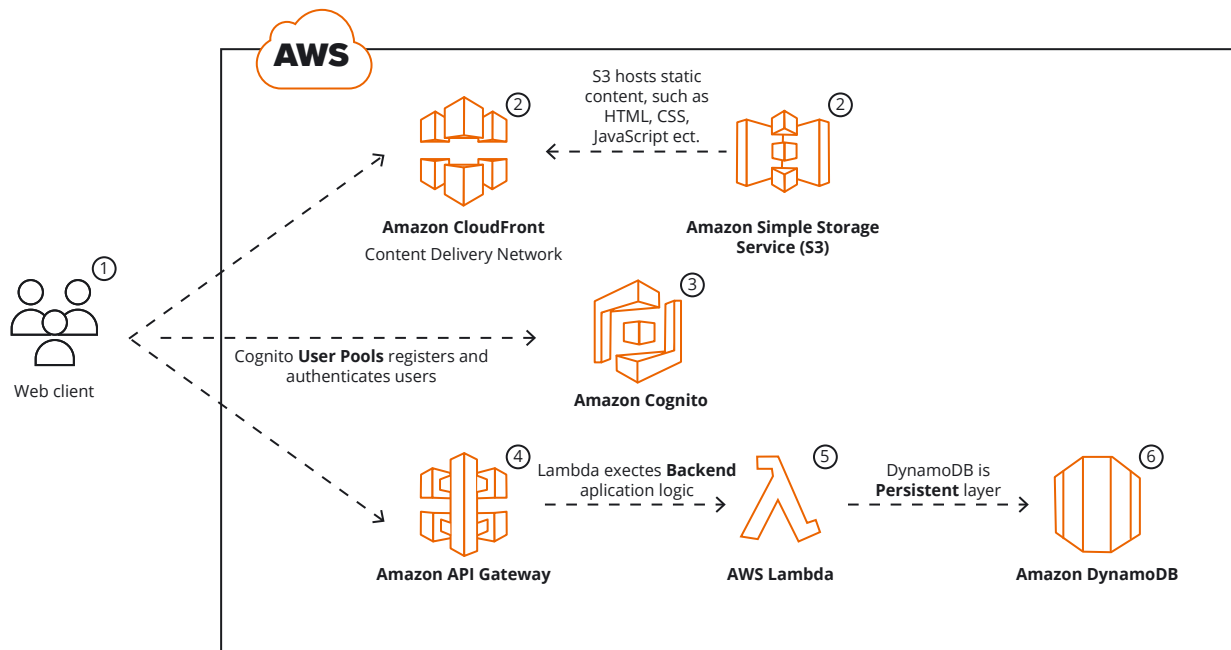 AWS
S3 hosts static
content, such as
HTML, CSS,
JavaScript ect.
2
2
Amazon CloudFront
Content Delivery Network
Amazon Simple Storage
Service (S3)
1
Web client
3
Cognito User Pools registers and
authenticates users
Amazon Cognito
4
Lambda exectes Backend
aplication logic
5
DynamoDB is
Persistent layer
6
Amazon API Gateway
AWS Lambda
Amazon DynamoDB